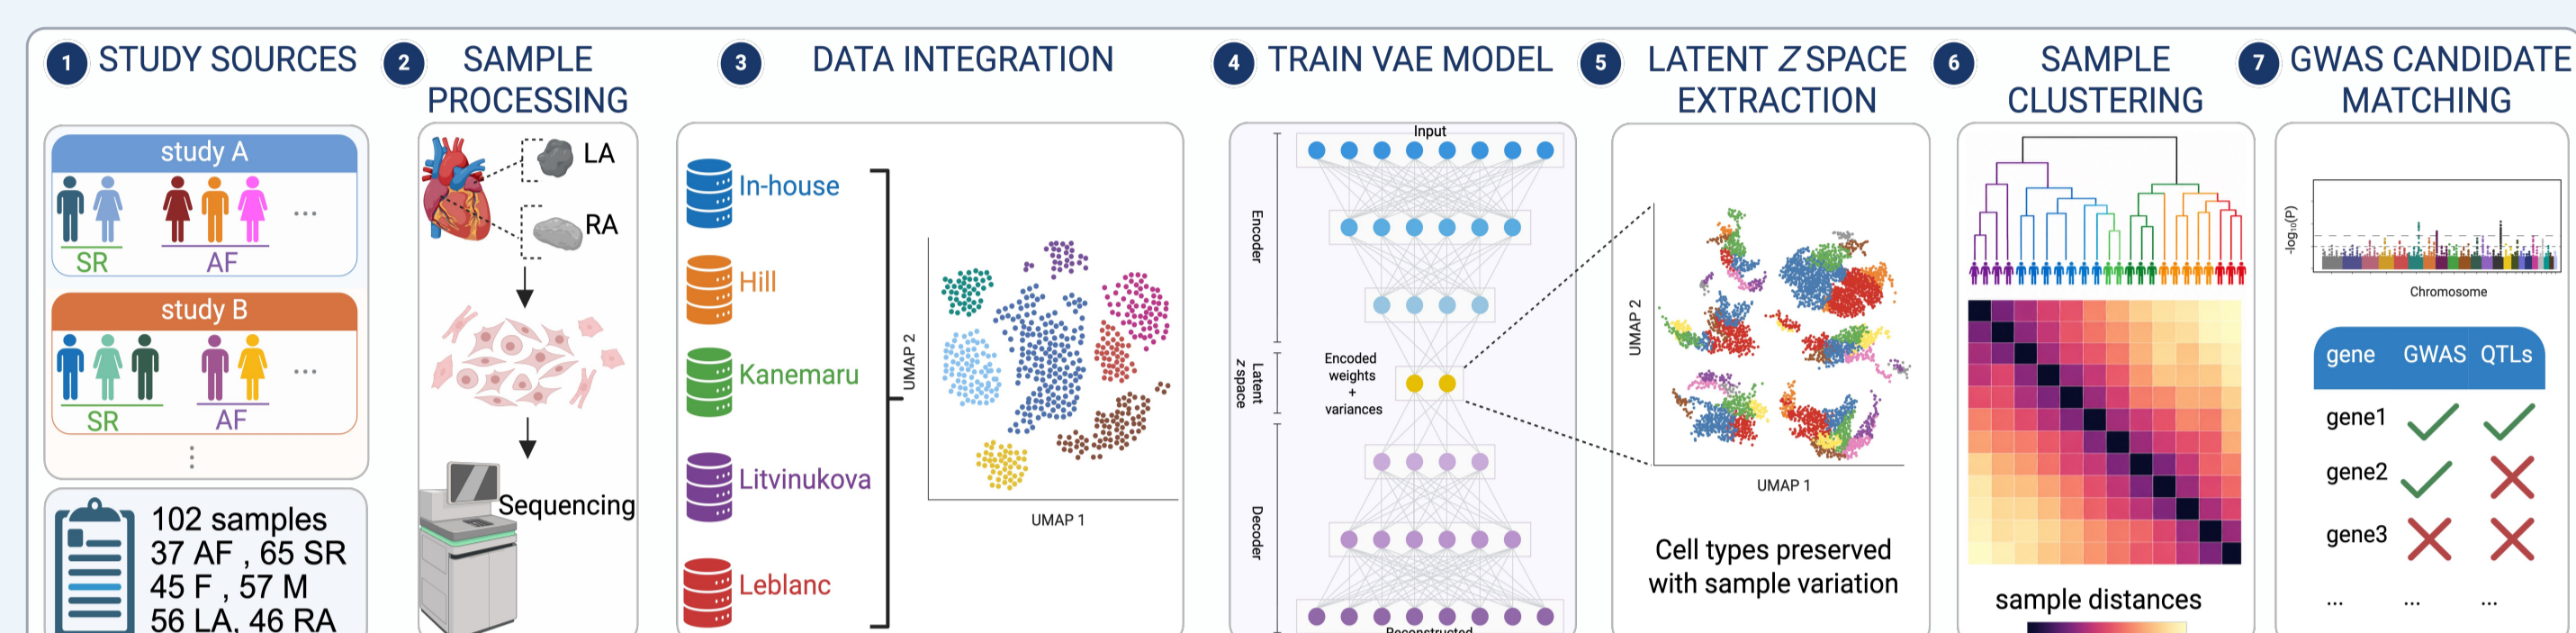 1 STUDY SOURCES
study A
SR AF ...
study B
SR AF ...
102 samples
37 AF , 65 SR
45 F , 57 M
56 LA, 46 RA
2 SAMPLE
PROCESSING
LA
RA
Sequencing
3 DATA INTEGRATION
In-house
Hill
Kanemaru
Litvinukova
Leblanc
UMAP 2
UMAP 1
4 TRAIN VAE MODEL
Input
Encoder
Latent
z space
Encoded
weights
+
variances
Decoder
Reconstructed
5 LATENT Z SPACE
EXTRACTION
UMAP 2
UMAP 1
Cell types preserved
with sample variation
6 SAMPLE
CLUSTERING
sample distances
7 GWAS CANDIDATE
MATCHING
-log₁₀(P)
Chromosome
gene GWAS QTLs
gene1
gene2
gene3
... ... ...